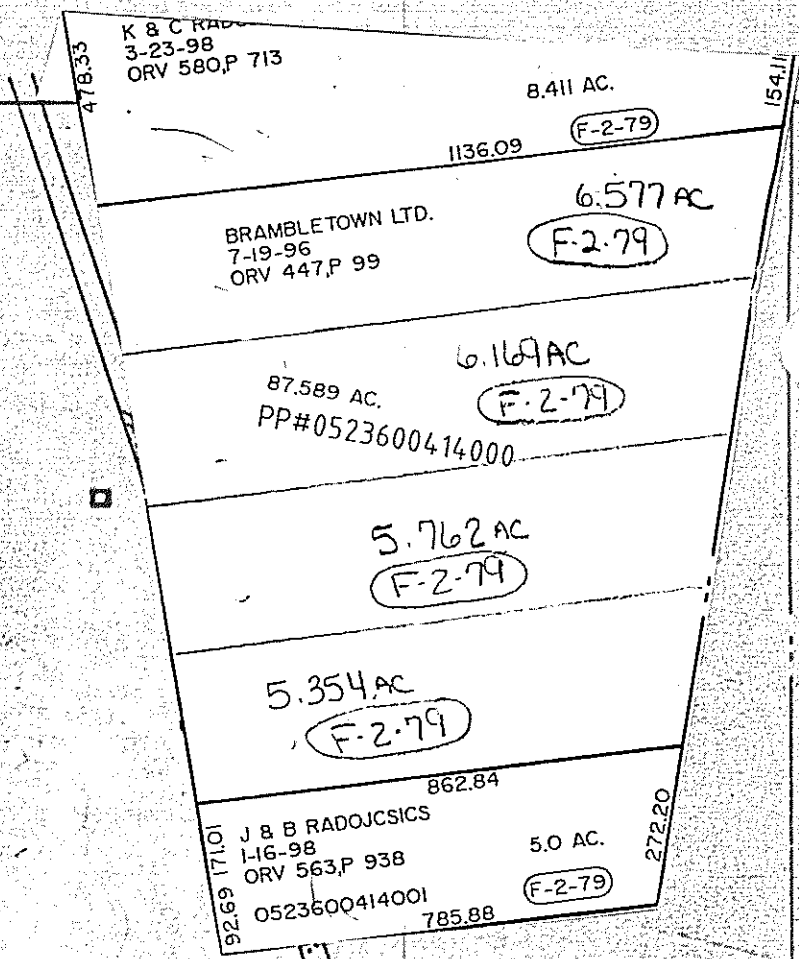 K & C
3-23-98
ORV 580,P 713
478.33
8.411 AC.
154.11
F-2-79
1136.09
BRAMBLETOWN LTD.
7-19-96
ORV 447,P 99
6.577 AC
F-2-79
6.169 AC
F-2-79
87.589 AC.
PP#0523600414000
5.762 AC
F-2-79
5.354 AC
F-2-79
862.84
J & B RADOJCSICS
1-16-98
ORV 563,P 938
0523600414001
5.0 AC.
F-2-79
171.01
92.69
272.20
785.88